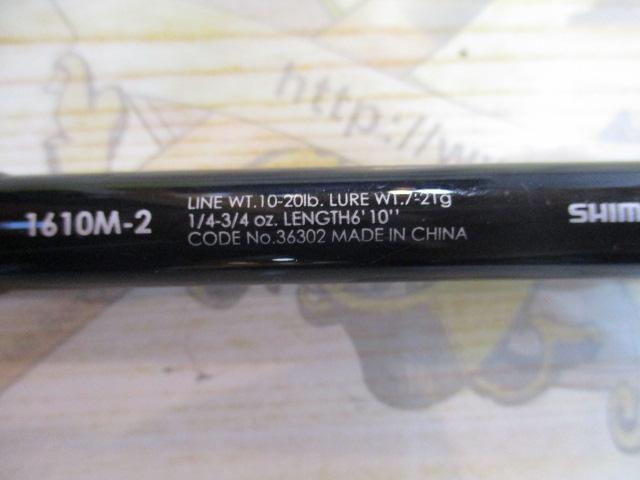 1610M-2
LINE WT.10-20lb. LURE WT.7-21g
1/4-3/4 oz. LENGTH6'10''
CODE No.36302 MADE IN CHINA
SHIM
http://w